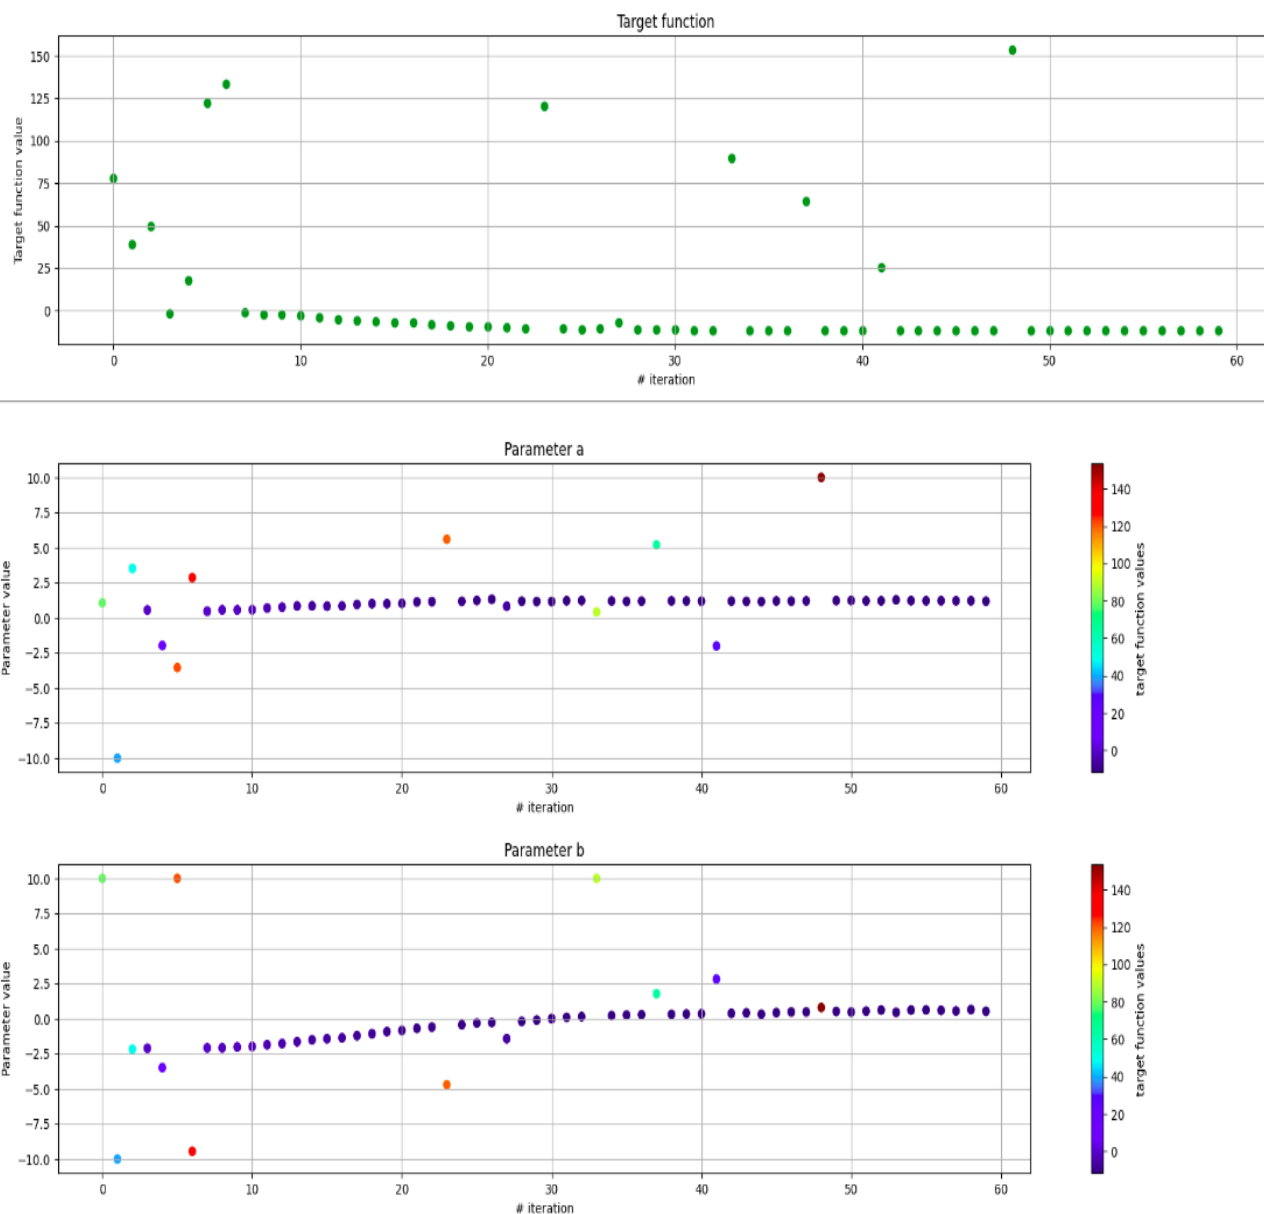 Target function
Target function value
150
125
100
75
50
25
0
0 10 20 30 40 50 60
# iteration
Parameter a
Parameter value
10.0
7.5
5.0
2.5
0.0
−2.5
−5.0
−7.5
−10.0
0 10 20 30 40 50 60
# iteration
140
120
100
80
60
40
20
0
target function values
Parameter b
Parameter value
10.0
7.5
5.0
2.5
0.0
−2.5
−5.0
−7.5
−10.0
0 10 20 30 40 50 60
# iteration
140
120
100
80
60
40
20
0
target function values